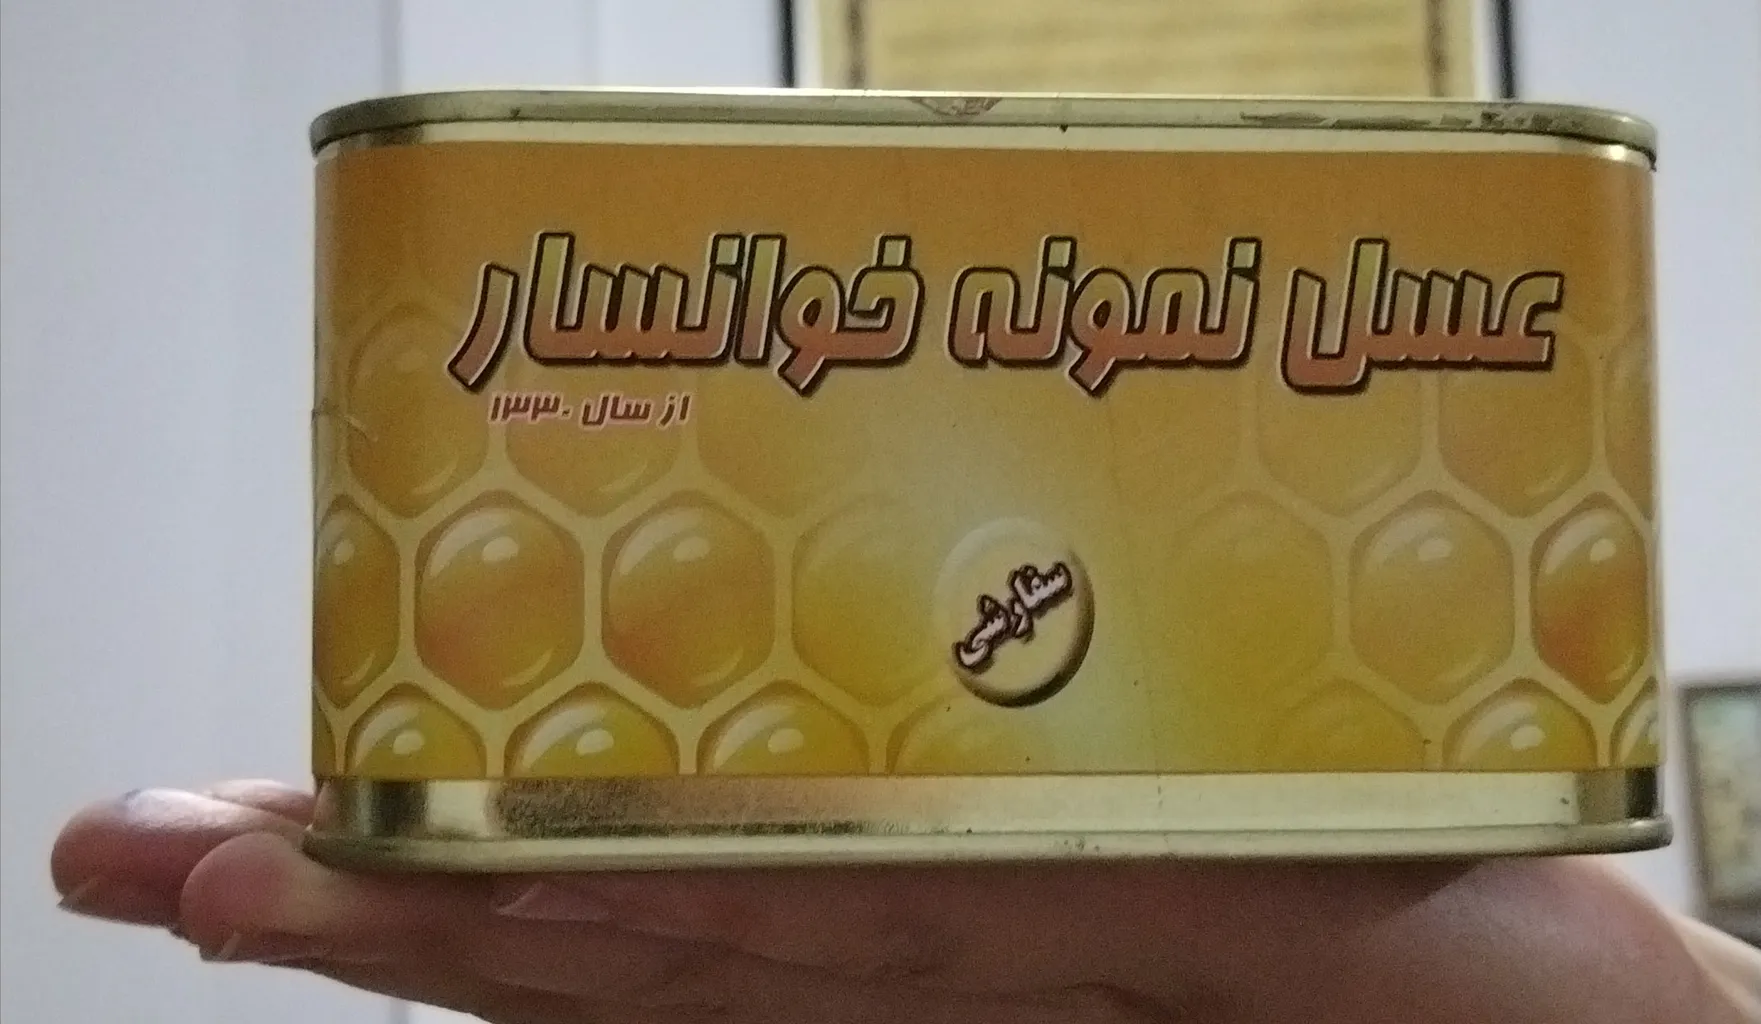 عسل نمونه خوانسار
از سال ۱۳۳۰
سفارشی